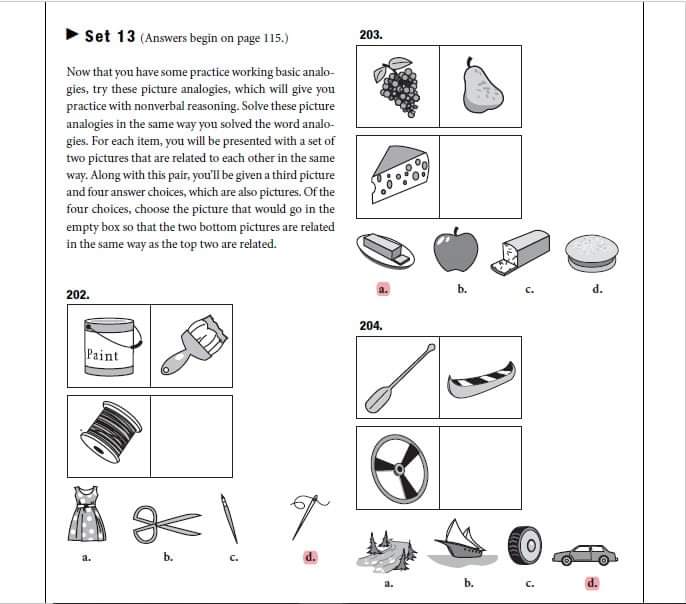 ► Set 13 (Answers begin on page 115.)
Now that you have some practice working basic analo-
gies, try these picture analogies, which will give you
practice with nonverbal reasoning. Solve these picture
analogies in the same way you solved the word analo-
gies. For each item, you will be presented with a set of
two pictures that are related to each other in the same
way. Along with this pair, you'll be given a third picture
and four answer choices, which are also pictures. Of the
four choices, choose the picture that would go in the
empty box so that the two bottom pictures are related
in the same way as the top two are related.
202.
Paint
a. b. c. d.
203.
a. b. c. d.
204.
a. b. c. d.